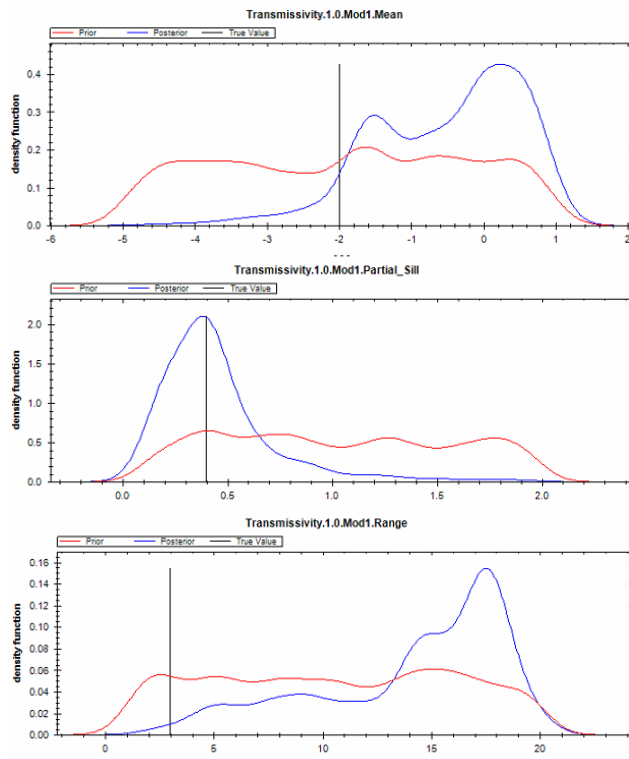 Transmissivity.1.0.Mod1.Mean
Prior Posterior True Value
density function
0.4
0.3
0.2
0.1
0.0
-6 -5 -4 -3 -2 -1 0 1 2
Transmissivity.1.0.Mod1.Partial_Sill
Prior Posterior True Value
density function
2.0
1.5
1.0
0.5
0.0
0.0 0.5 1.0 1.5 2.0
Transmissivity.1.0.Mod1.Range
Prior Posterior True Value
density function
0.16
0.14
0.12
0.10
0.08
0.06
0.04
0.02
0.00
0 5 10 15 20